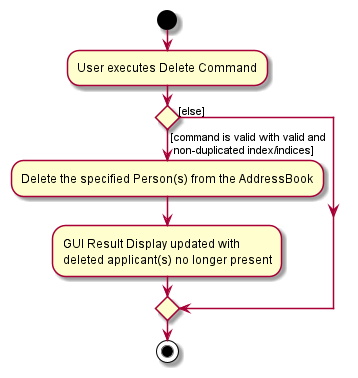 User executes Delete Command
[else]
[command is valid with valid and
non-duplicated index/indices]
Delete the specified Person(s) from the AddressBook
GUI Result Display updated with
deleted applicant(s) no longer present